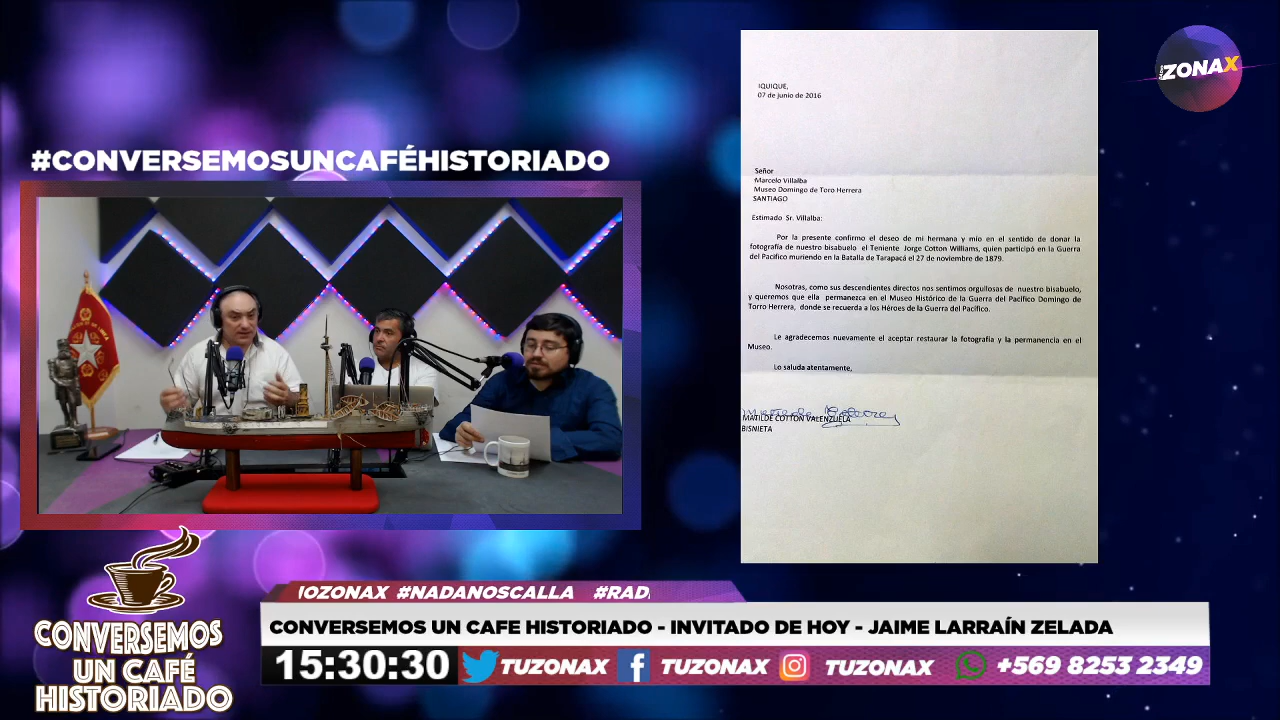 #CONVERSEMOSUNCAFÉHISTORIADO
ZONAX
IQUIQUE,
07 de junio de 2016
Señor
Marcelo Villalba
Museo Domingo de Toro Herrera
SANTIAGO
Estimado Sr. Villalba:
Por la presente confirmo el deseo de mi hermana y mío en el sentido de donar la
fotografía de nuestro bisabuelo el Teniente Jorge Cotton Williams, quien participó en la Guerra
del Pacifico muriendo en la Batalla de Tarapacá el 27 de noviembre de 1879.
Nosotras, como sus descendientes directos nos sentimos orgullosas de nuestro bisabuelo,
y queremos que ella permanezca en el Museo Histórico de la Guerra del Pacífico Domingo de
Torro Herrera, donde se recuerda a los Héroes de la Guerra del Pacífico.
Le agradecemos nuevamente el aceptar restaurar la fotografía y la permanencia en el
Museo.
Lo saluda atentamente,
MATILDE COTTON VALENZUELA
BISNIETA
CONVERSEMOS
UN CAFÉ
HISTORIADO
IOZONAX #NADANOSCALLA #RAD
CONVERSEMOS UN CAFE HISTORIADO - INVITADO DE HOY - JAIME LARRAÍN ZELADA
15:30:30 TUZONAX TUZONAX TUZONAX +569 8253 2349